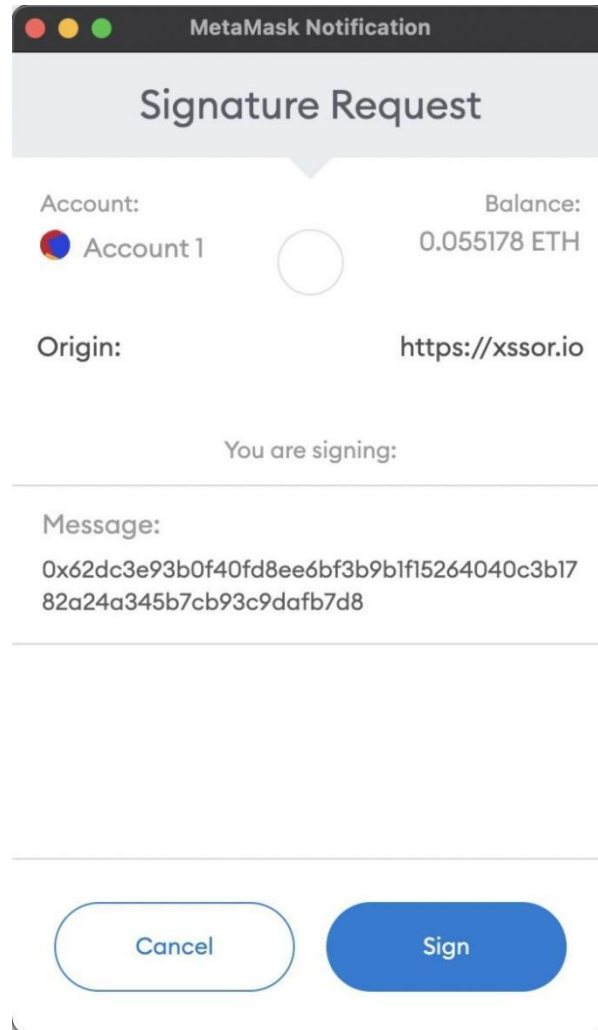 MetaMask Notification
Signature Request
Account:
Balance:
Account 1
0.055178 ETH
Origin:
https://xssor.io
You are signing:
Message:
0x62dc3e93b0f40fd8ee6bf3b9b1f15264040c3b17
82a24a345b7cb93c9dafb7d8
Cancel
Sign